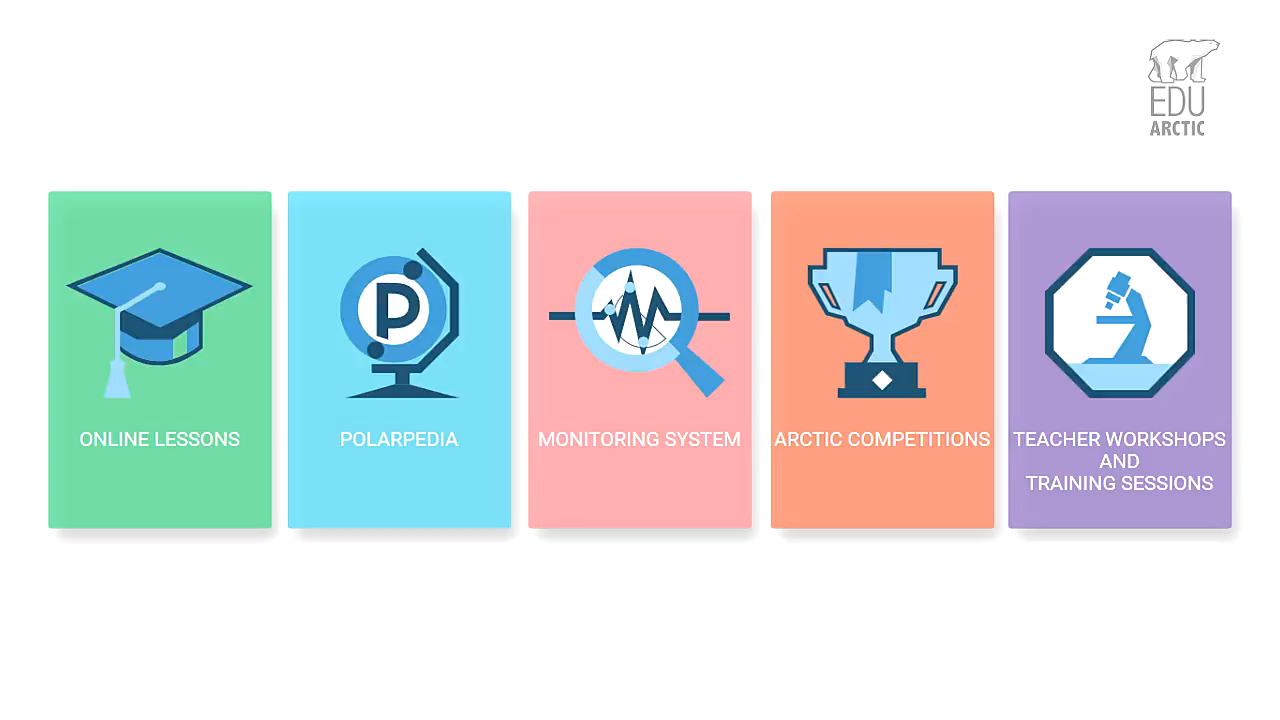 EDU
ARCTIC
P
ONLINE LESSONS
POLARPEDIA
MONITORING SYSTEM
ARCTIC COMPETITIONS
TEACHER WORKSHOPS
AND
TRAINING SESSIONS